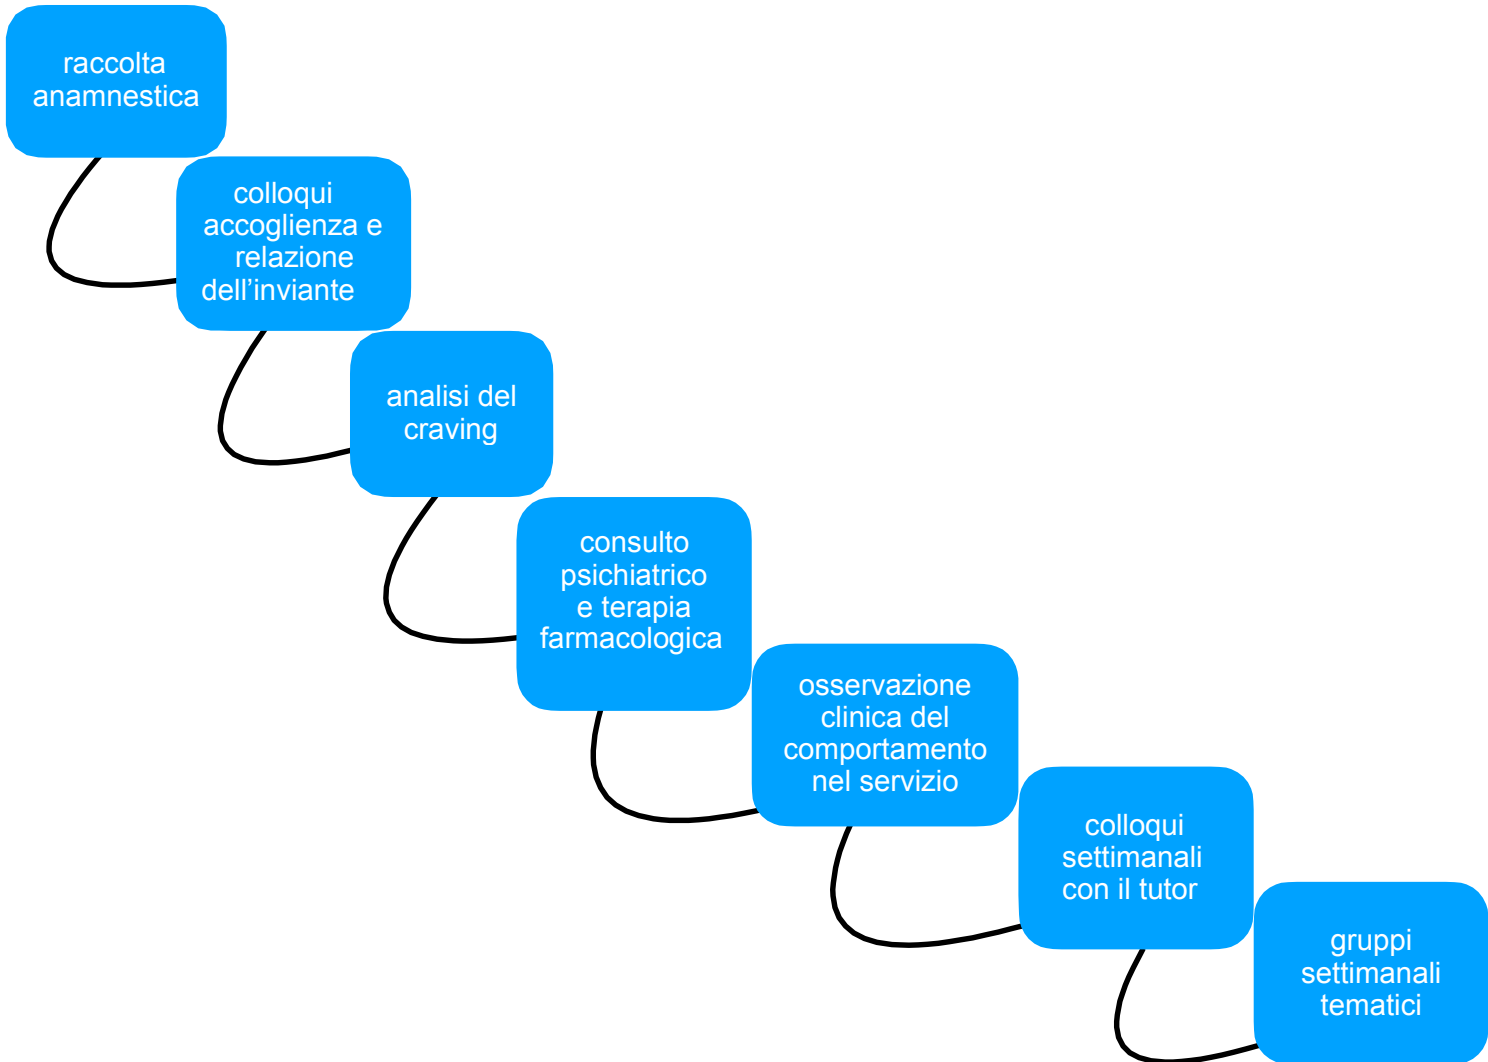 raccolta
anamnestica
colloqui
accoglienza e
relazione
dell’inviante
analisi del
craving
consulto
psichiatrico
e terapia
farmacologica
osservazione
clinica del
comportamento
nel servizio
colloqui
settimanali
con il tutor
gruppi
settimanali
tematici